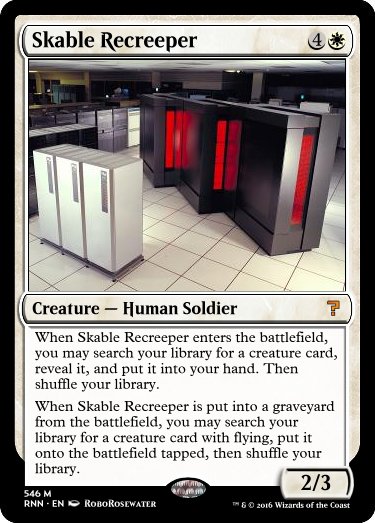 Skable Recreeper 4
Creature — Human Soldier
When Skable Recreeper enters the battlefield,
you may search your library for a creature card,
reveal it, and put it into your hand. Then
shuffle your library.
When Skable Recreeper is put into a graveyard
from the battlefield, you may search your
library for a creature card with flying, put it
onto the battlefield tapped, then shuffle your
library.
2/3
546 M
RNN • EN RoboRosewater
™ & © 2016 Wizards of the Coast